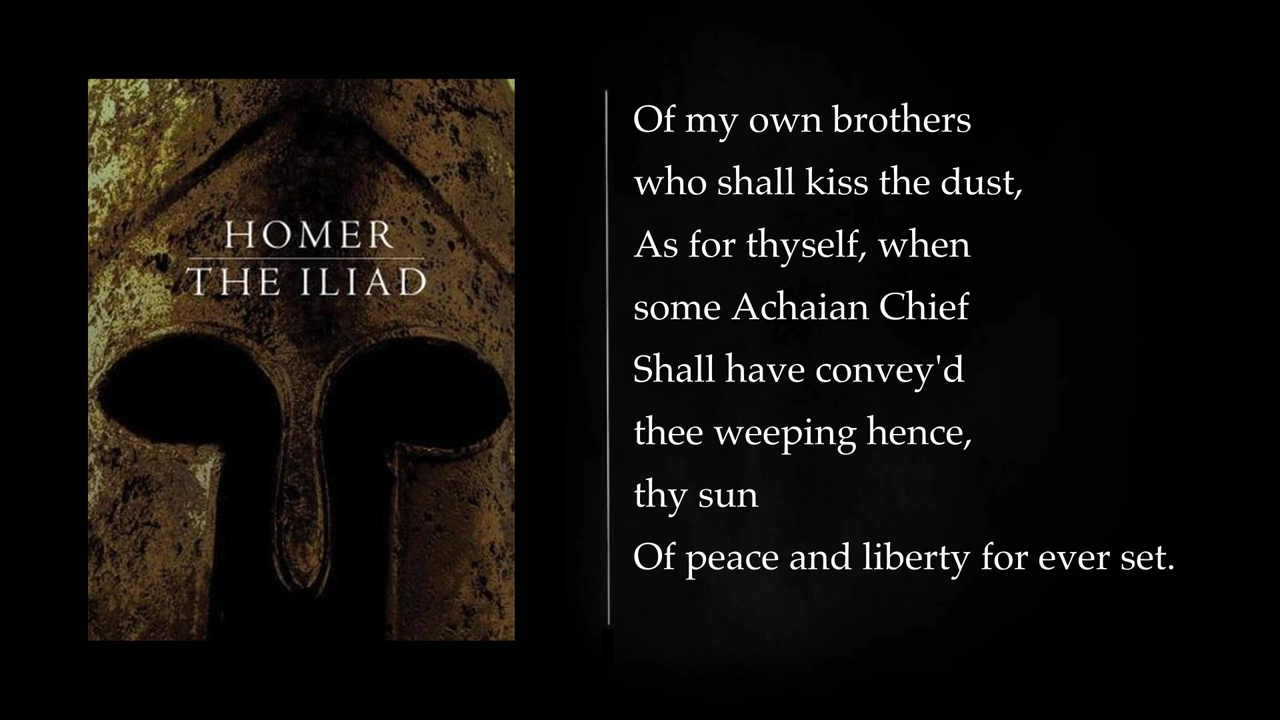 HOMER
THE ILIAD
Of my own brothers
who shall kiss the dust,
As for thyself, when
some Achaian Chief
Shall have convey'd
thee weeping hence,
thy sun
Of peace and liberty for ever set.